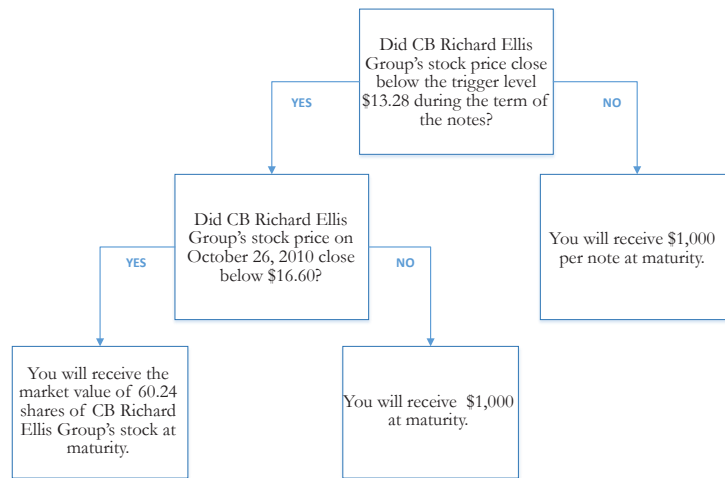 Did CB Richard Ellis
Group's stock price close
below the trigger level
$13.28 during the term of
the notes?
YES
NO
Did CB Richard Ellis
Group's stock price on
October 26, 2010 close
below $16.60?
You will receive $1,000
per note at maturity.
YES
NO
You will receive the
market value of 60.24
shares of CB Richard
Ellis Group's stock at
maturity.
You will receive $1,000
at maturity.